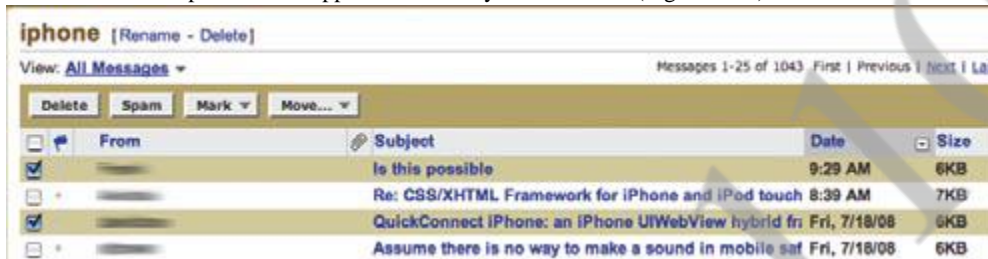 iphone [Rename - Delete]
View: All Messages Messages 1-25 of 1043 First | Previous | Next | La
Delete Spam Mark Move...
From Subject Date Size
Is this possible 9:29 AM 6KB
Re: CSS/XHTML Framework for iPhone and iPod touch 8:39 AM 7KB
QuickConnect iPhone: an iPhone UIWebView hybrid fra Fri, 7/18/08 6KB
Assume there is no way to make a sound in mobile saf Fri, 7/18/08 6KB